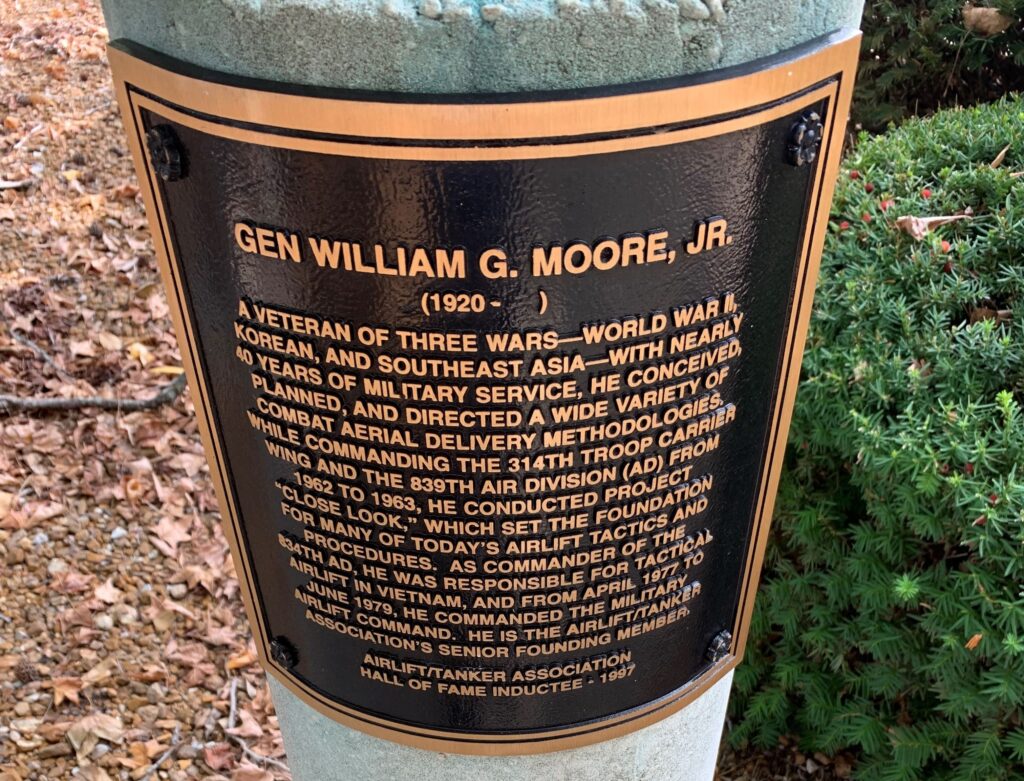 GEN WILLIAM G. MOORE, JR.
(1920 - )
A VETERAN OF THREE WARS—WORLD WAR II,
KOREAN, AND SOUTHEAST ASIA—WITH NEARLY
40 YEARS OF MILITARY SERVICE, HE CONCEIVED,
PLANNED, AND DIRECTED A WIDE VARIETY OF
COMBAT AERIAL DELIVERY METHODOLOGIES.
WHILE COMMANDING THE 314TH TROOP CARRIER
WING AND THE 839TH AIR DIVISION (AD) FROM
1962 TO 1963, HE CONDUCTED PROJECT
“CLOSE LOOK,” WHICH SET THE FOUNDATION
FOR MANY OF TODAY'S AIRLIFT TACTICS AND
PROCEDURES. AS COMMANDER OF THE
834TH AD, HE WAS RESPONSIBLE FOR TACTICAL
AIRLIFT IN VIETNAM, AND FROM APRIL 1977 TO
JUNE 1979, HE COMMANDED THE MILITARY
AIRLIFT COMMAND. HE IS THE AIRLIFT/TANKER
ASSOCIATION'S SENIOR FOUNDING MEMBER.
AIRLIFT/TANKER ASSOCIATION
HALL OF FAME INDUCTEE - 1997